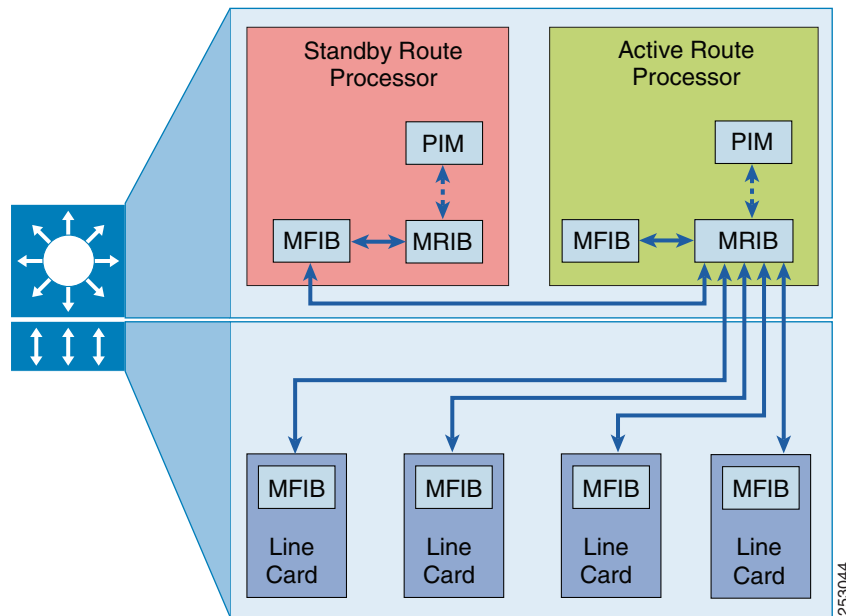 Standby Route
Processor
PIM
MFIB
MRIB
Active Route
Processor
PIM
MFIB
MRIB
MFIB
Line
Card
MFIB
Line
Card
MFIB
Line
Card
MFIB
Line
Card
253044